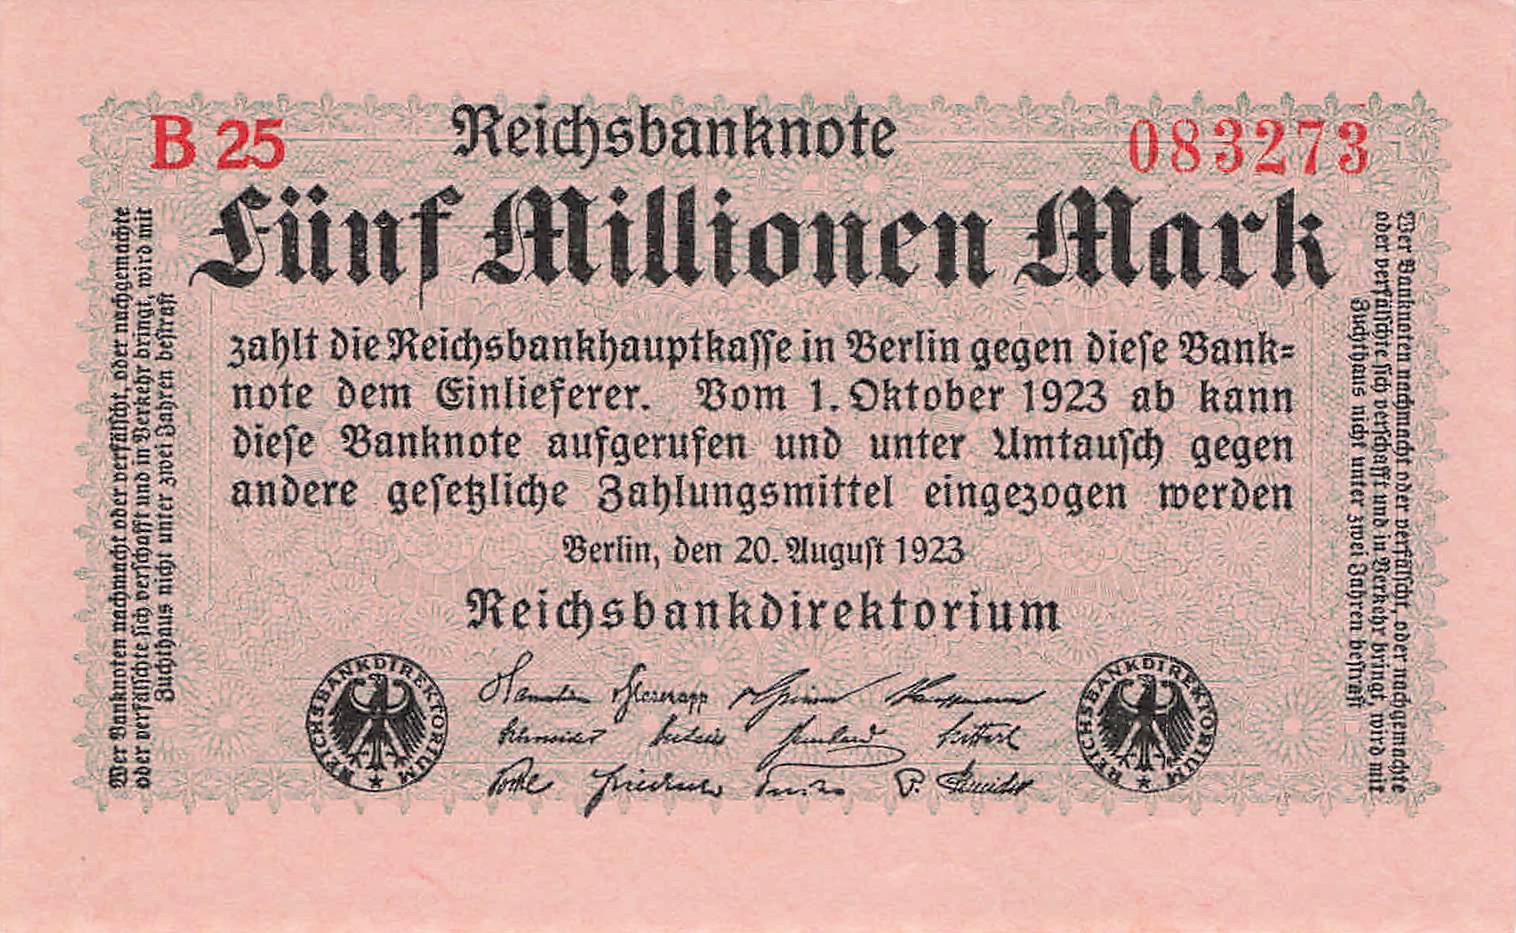 B 25
Reichsbanknote
083273
Fünf Millionen Mark
zahlt die Reichsbankhauptkasse in Berlin gegen diese Bank=
note dem Einlieferer. Vom 1. Oktober 1923 ab kann
diese Banknote aufgerufen und unter Umtausch gegen
andere gesetzliche Zahlungsmittel eingezogen werden
Berlin, den 20. August 1923
Reichsbankdirektorium
REICHSBANKDIREKTORIUM
REICHSBANKDIREKTORIUM
Wer Banknoten nachmacht oder verfälscht, oder nachgemachte
oder verfälschte sich verschafft und in Verkehr bringt, wird mit
Zuchthaus nicht unter zwei Jahren bestraft
Wer Banknoten nachmacht oder verfälscht, oder nachgemachte
oder verfälschte sich verschafft und in Verkehr bringt, wird mit
Zuchthaus nicht unter zwei Jahren bestraft